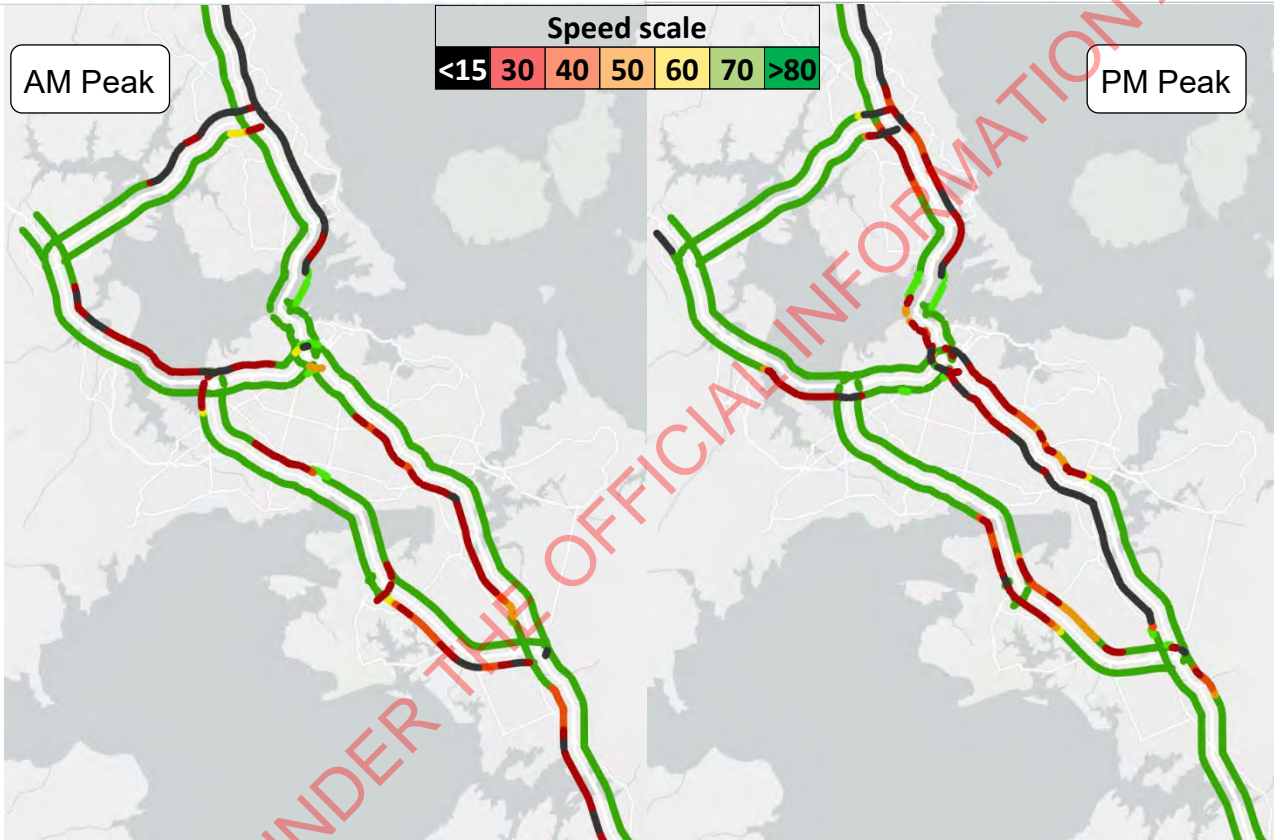 AM Peak
Speed scale
<15 30 40 50 60 70 >80
PM Peak
UNDER THE OFFICIAL INFORMATION